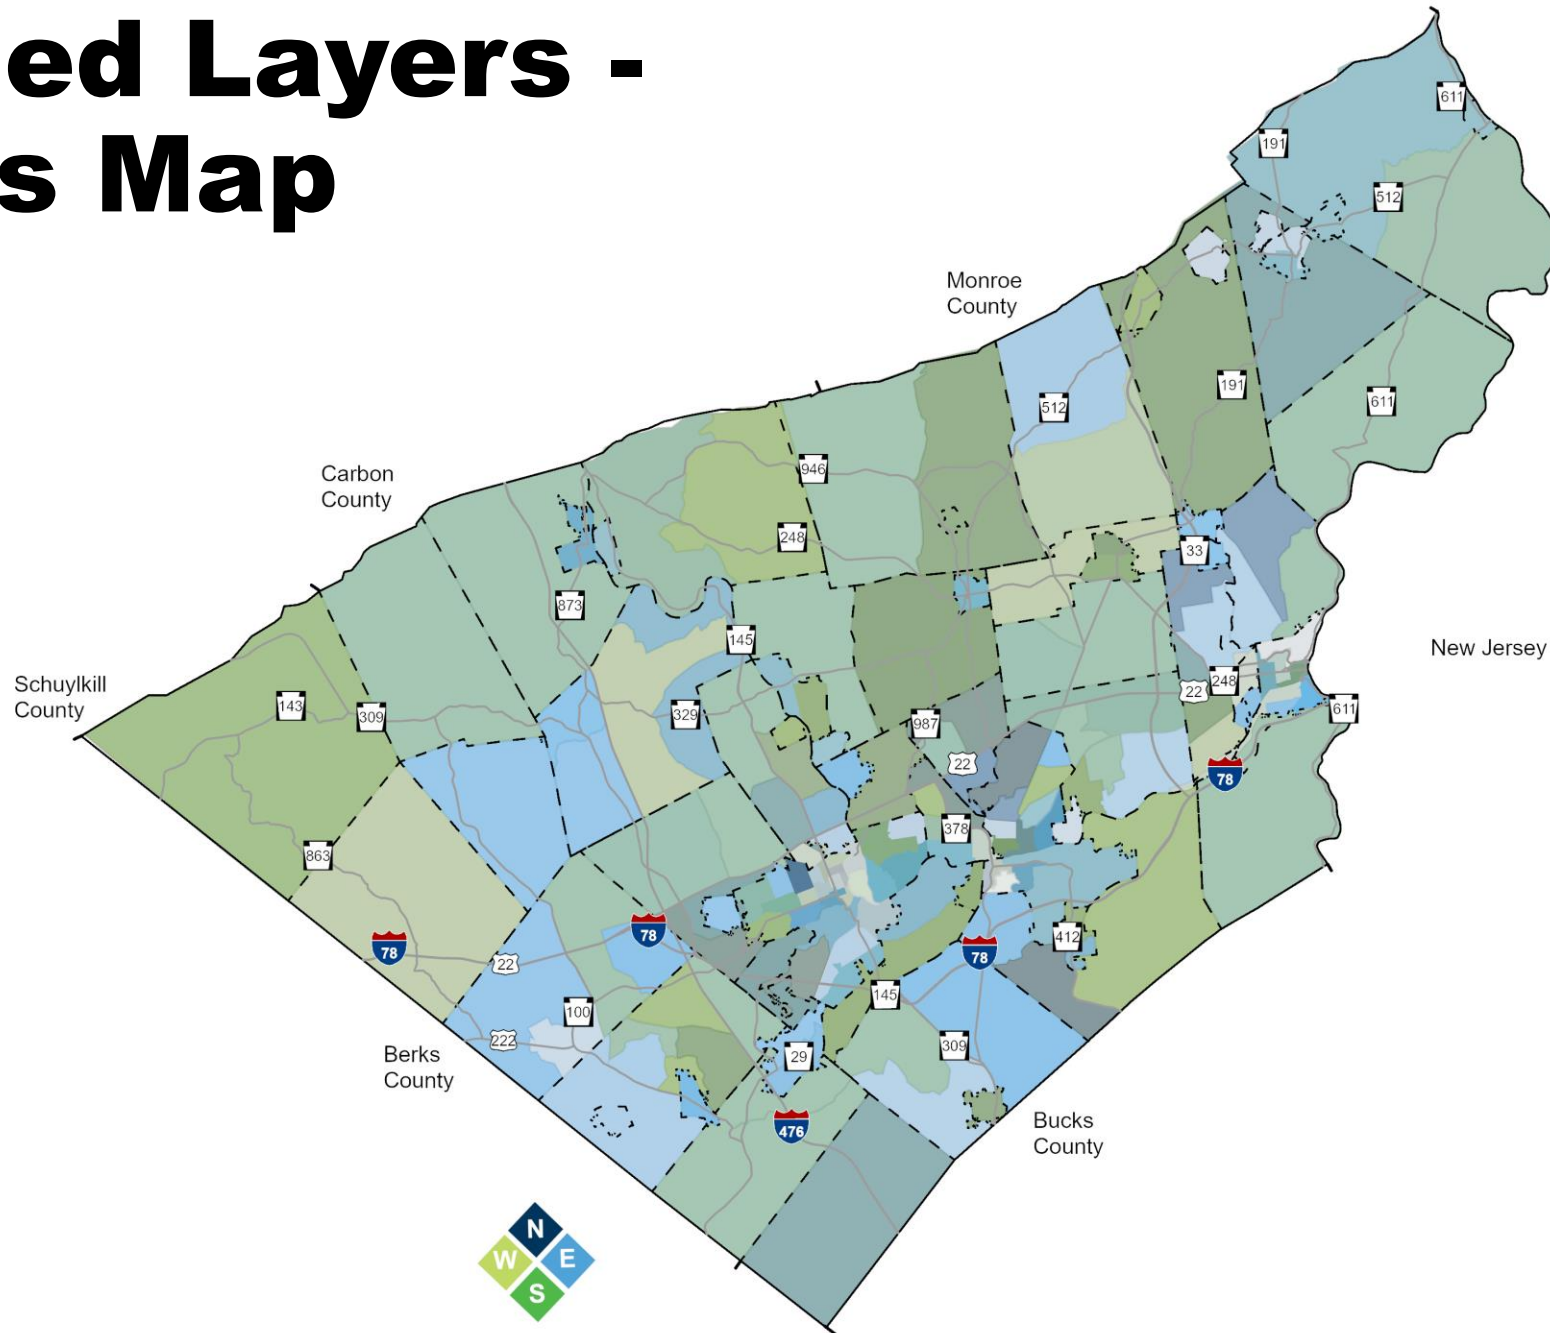 ed Layers -
s Map
611
191
512
Monroe
County
191
512
611
Carbon
County
946
248
33
873
145
New Jersey
Schuylkill
County
248
22
143
309
329
611
987
22
78
378
863
78
412
78
78
22
145
100
222
309
29
Berks
County
476
Bucks
County
N
W E
S